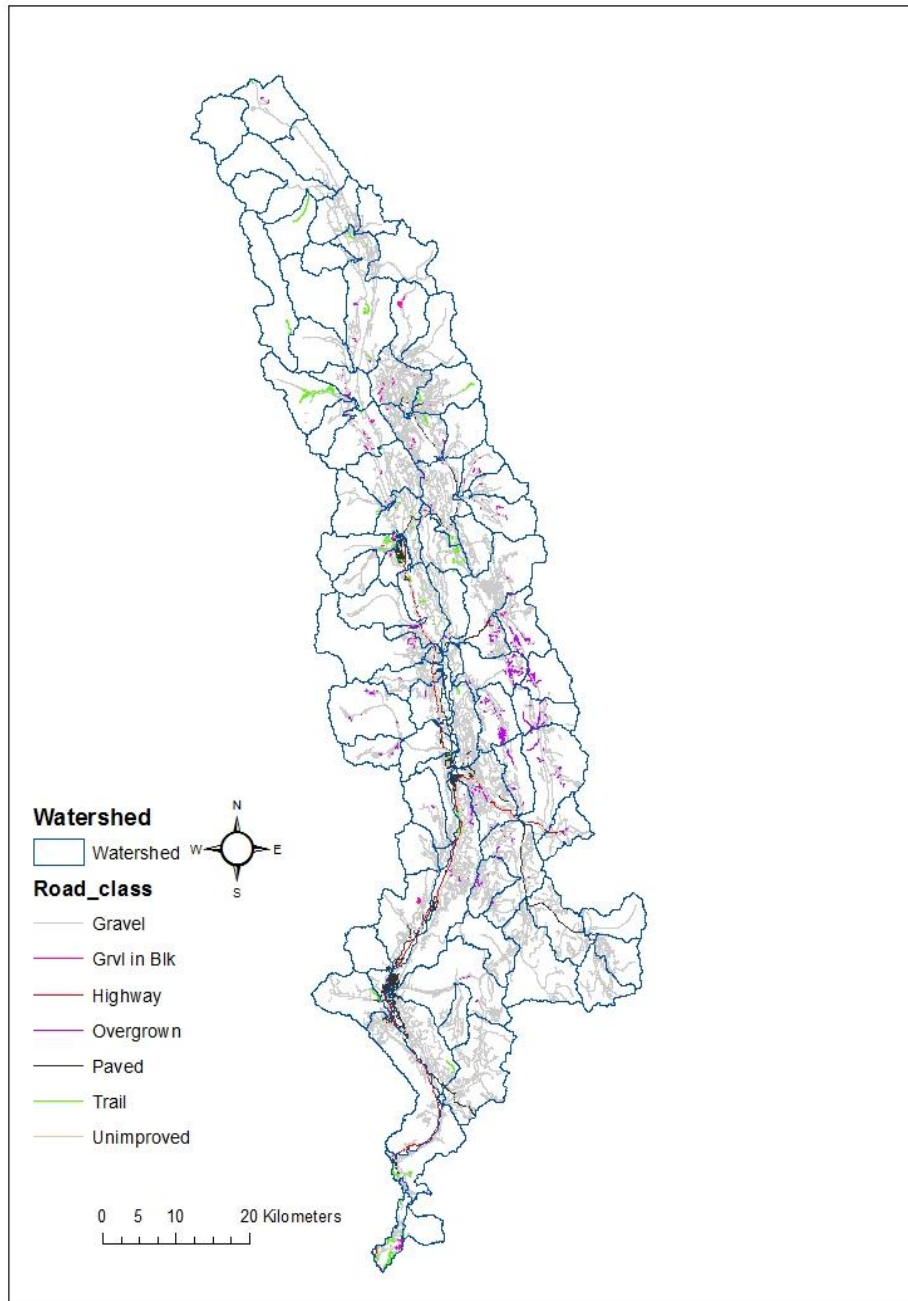 Watershed
Watershed
N
W
E
S
Road_class
Gravel
Grvl in Blk
Highway
Overgrown
Paved
Trail
Unimproved
0 5 10 20 Kilometers